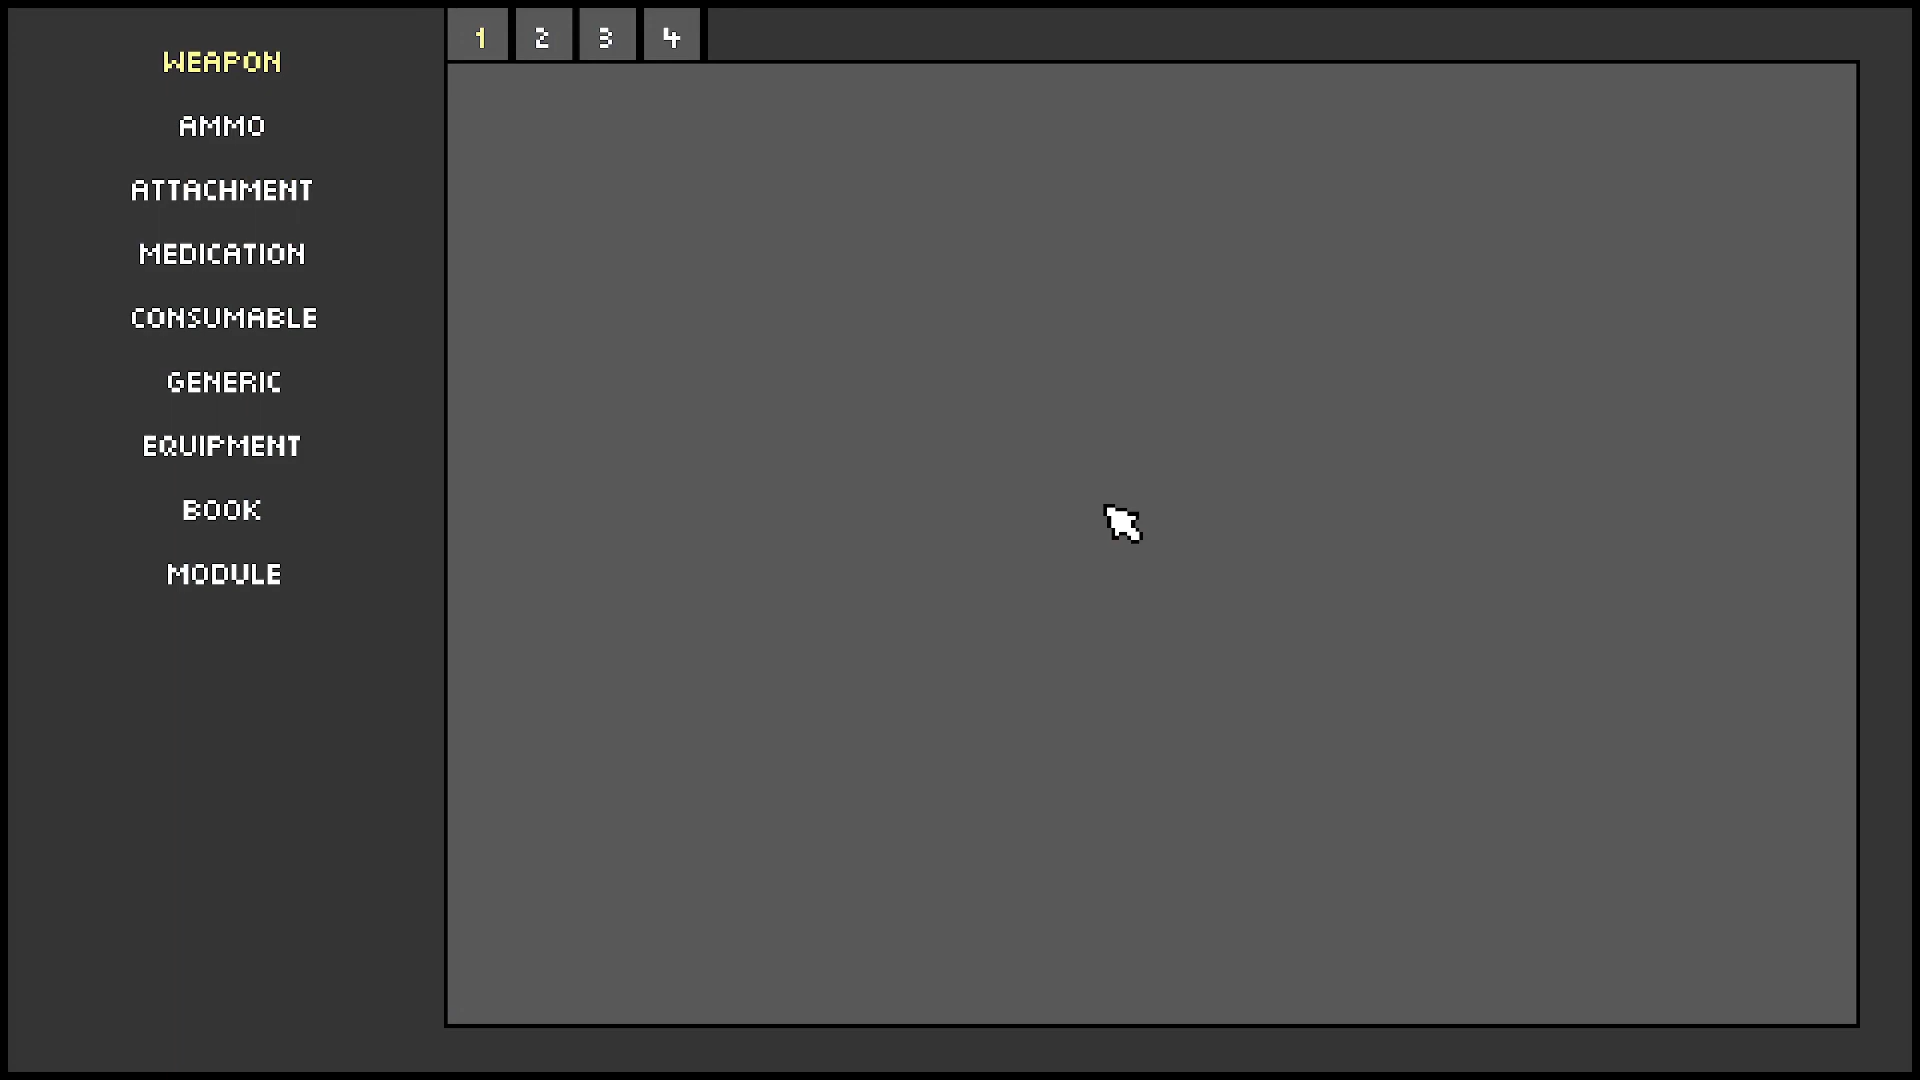 1 2 3 4
WEAPON
AMMO
ATTACHMENT
MEDICATION
CONSUMABLE
GENERIC
EQUIPMENT
BOOK
MODULE